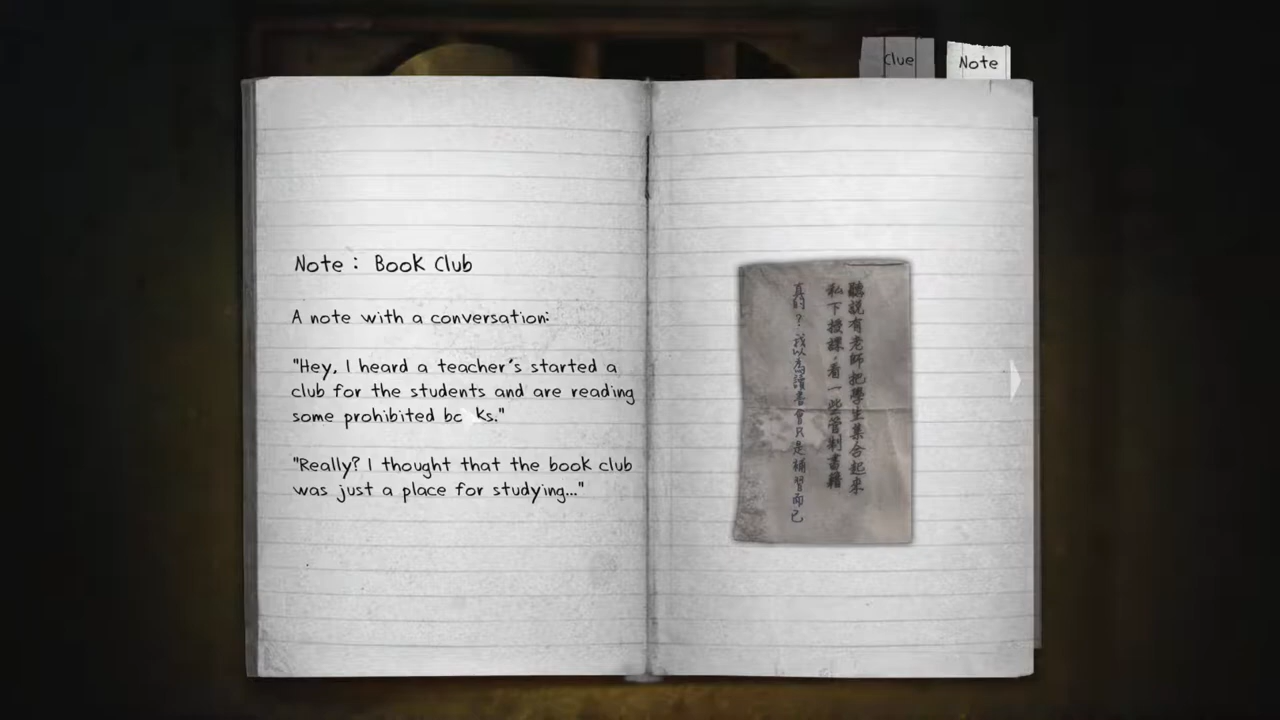 Clue
Note
Note : Book Club
A note with a conversation:
"Hey, I heard a teacher's started a
club for the students and are reading
some prohibited bc ks."
"Really? I thought that the book club
was just a place for studying..."
聽說有老師把學生集合起來
私下授課，看一些管制書籍
真的？我以為讀書會只是補習而已